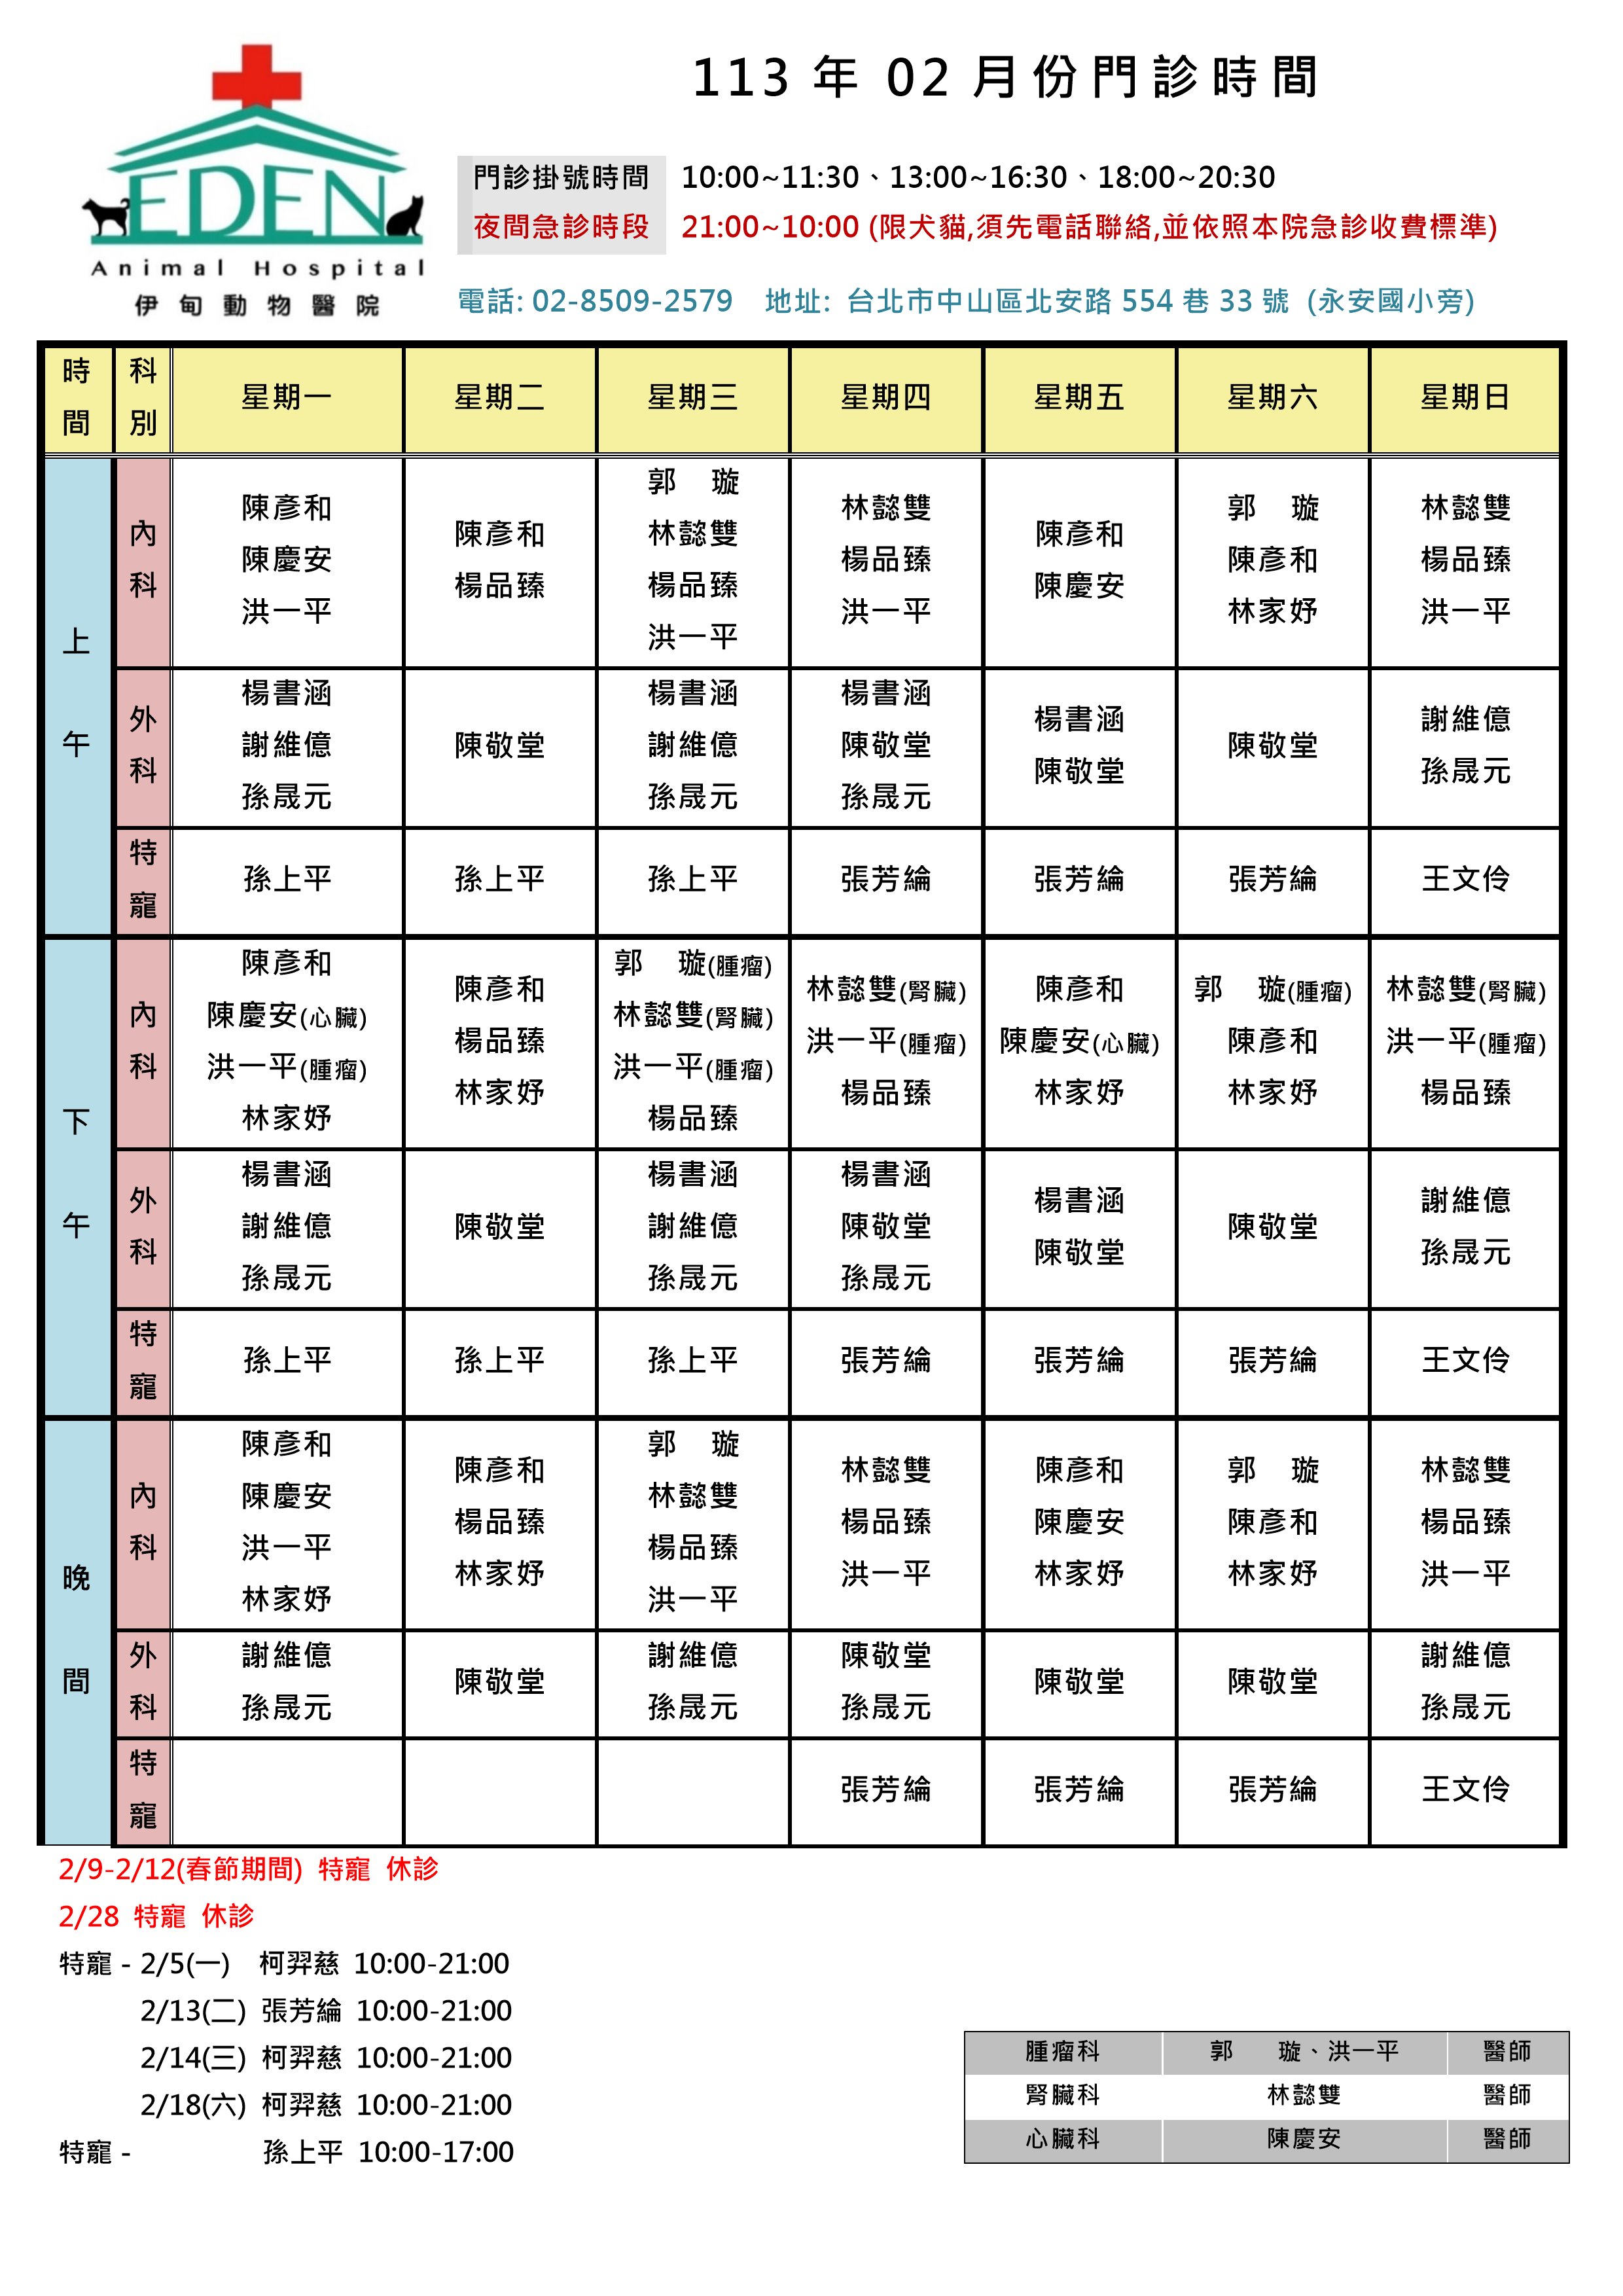 113 年 02 月份門診時間
EDEN
Animal Hospital
伊甸動物醫院
門診掛號時間 10:00~11:30、13:00~16:30、18:00~20:30
夜間急診時段 21:00~10:00 (限犬貓,須先電話聯絡,並依照本院急診收費標準)
電話: 02-8509-2579 地址: 台北市中山區北安路 554 巷 33 號 (永安國小旁)
時間 科別 星期一 星期二 星期三 星期四 星期五 星期六 星期日
上午
內科
陳彥和 陳慶安 洪一平
陳彥和 楊品臻
郭 璇 林懿雙 楊品臻 洪一平
林懿雙 楊品臻 洪一平
陳彥和 陳慶安
郭 璇 陳彥和 林家妤
林懿雙 楊品臻 洪一平
外科
楊書涵 謝維億 孫晟元
陳敬堂
楊書涵 謝維億 孫晟元
楊書涵 陳敬堂 孫晟元
楊書涵 陳敬堂
陳敬堂
謝維億 孫晟元
特寵
孫上平 孫上平 孫上平 張芳綸 張芳綸 張芳綸 王文伶
下午
內科
陳彥和 陳慶安(心臟) 洪一平(腫瘤) 林家妤
陳彥和 楊品臻 林家妤
郭 璇(腫瘤) 林懿雙(腎臟) 洪一平(腫瘤) 楊品臻
林懿雙(腎臟) 洪一平(腫瘤) 楊品臻
陳彥和 陳慶安(心臟) 林家妤
郭 璇(腫瘤) 陳彥和 林家妤
林懿雙(腎臟) 洪一平(腫瘤) 楊品臻
外科
楊書涵 謝維億 孫晟元
陳敬堂
楊書涵 謝維億 孫晟元
楊書涵 陳敬堂 孫晟元
楊書涵 陳敬堂
陳敬堂
謝維億 孫晟元
特寵
孫上平 孫上平 孫上平 張芳綸 張芳綸 張芳綸 王文伶
晚間
內科
陳彥和 陳慶安 洪一平 林家妤
陳彥和 楊品臻 林家妤
郭 璇 林懿雙 楊品臻 洪一平
林懿雙 楊品臻 洪一平
陳彥和 陳慶安 林家妤
郭 璇 陳彥和 林家妤
林懿雙 楊品臻 洪一平
外科
謝維億 孫晟元
陳敬堂
謝維億 孫晟元
陳敬堂 孫晟元
陳敬堂
陳敬堂
謝維億 孫晟元
特寵
張芳綸 張芳綸 張芳綸 王文伶
2/9-2/12(春節期間) 特寵 休診
2/28 特寵 休診
特寵 - 2/5(一) 柯羿慈 10:00-21:00
2/13(二) 張芳綸 10:00-21:00
2/14(三) 柯羿慈 10:00-21:00
2/18(六) 柯羿慈 10:00-21:00
特寵 - 孫上平 10:00-17:00
腫瘤科 郭 璇、洪一平 醫師
腎臟科 林懿雙 醫師
心臟科 陳慶安 醫師